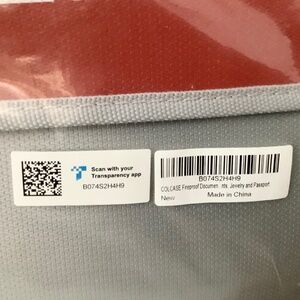 Scan with your
Transparency app
B074S2H4H9
B074S2H4H9
COLCASE Fireproof Documen...nts, Jewelry and Passport
New
Made in China